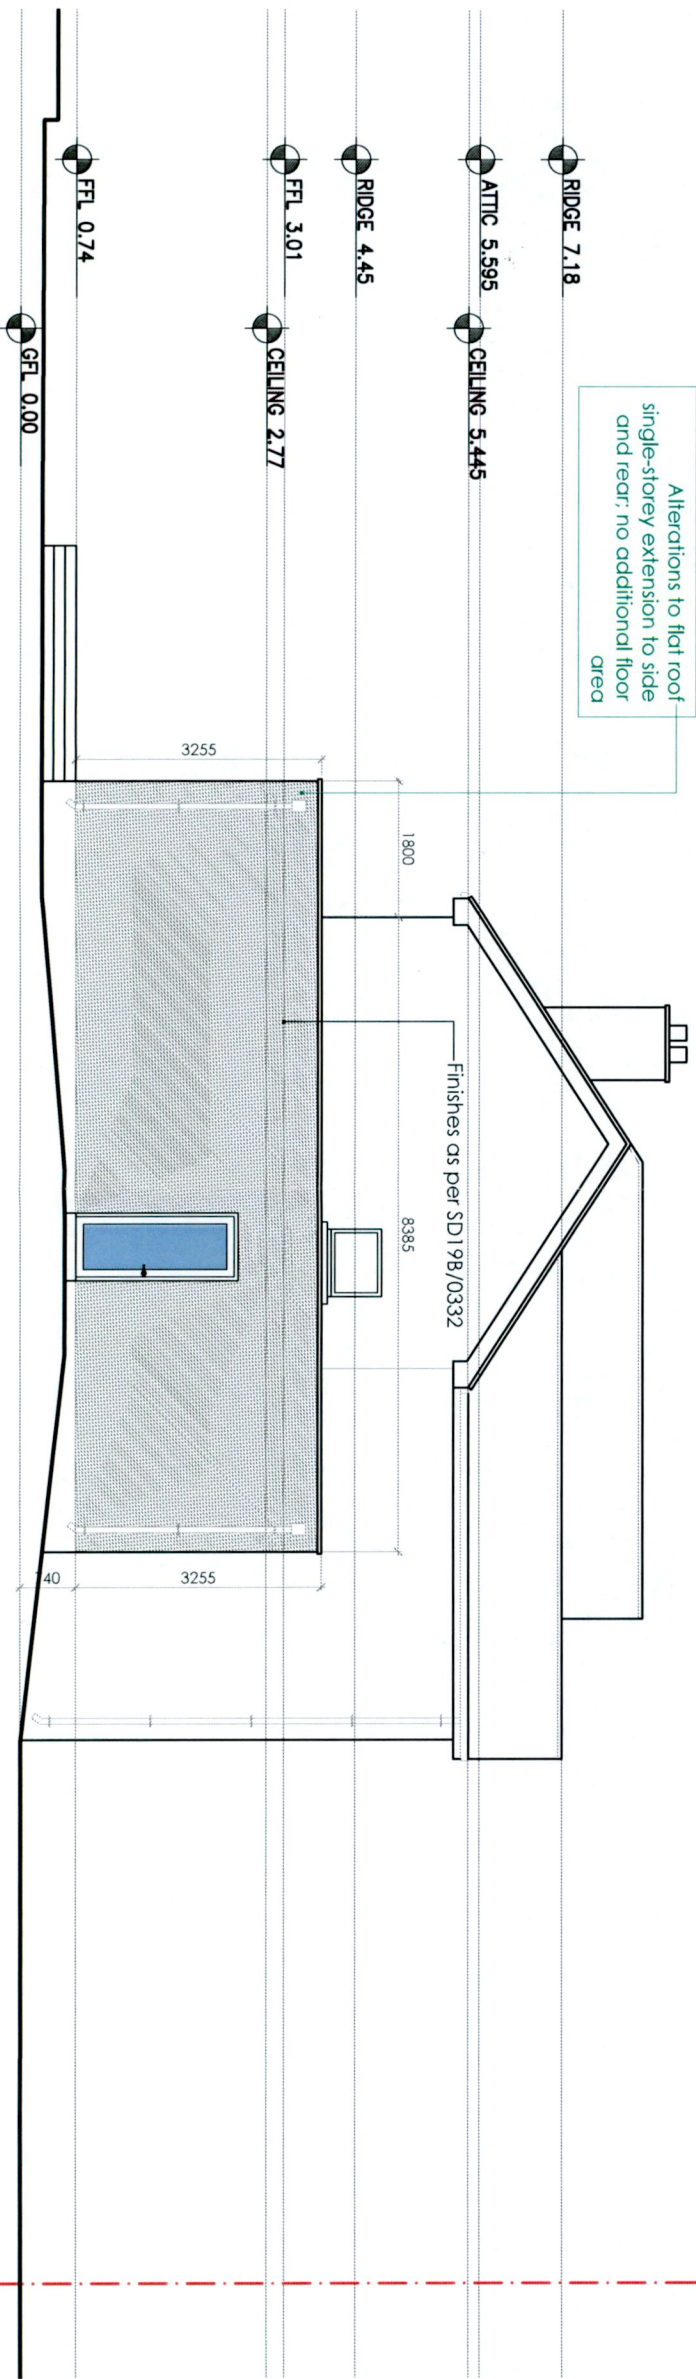 Alterations to flat roof
single-storey extension to side
and rear; no additional floor
area
RIDGE 7.18
ATTIC 5.595
CEILING 5.445
RIDGE 4.45
FFL 3.01
CEILING 2.77
FFL 0.74
GFL 0.00
Finishes as per SD19B/0332
1800
8385
3255
3255